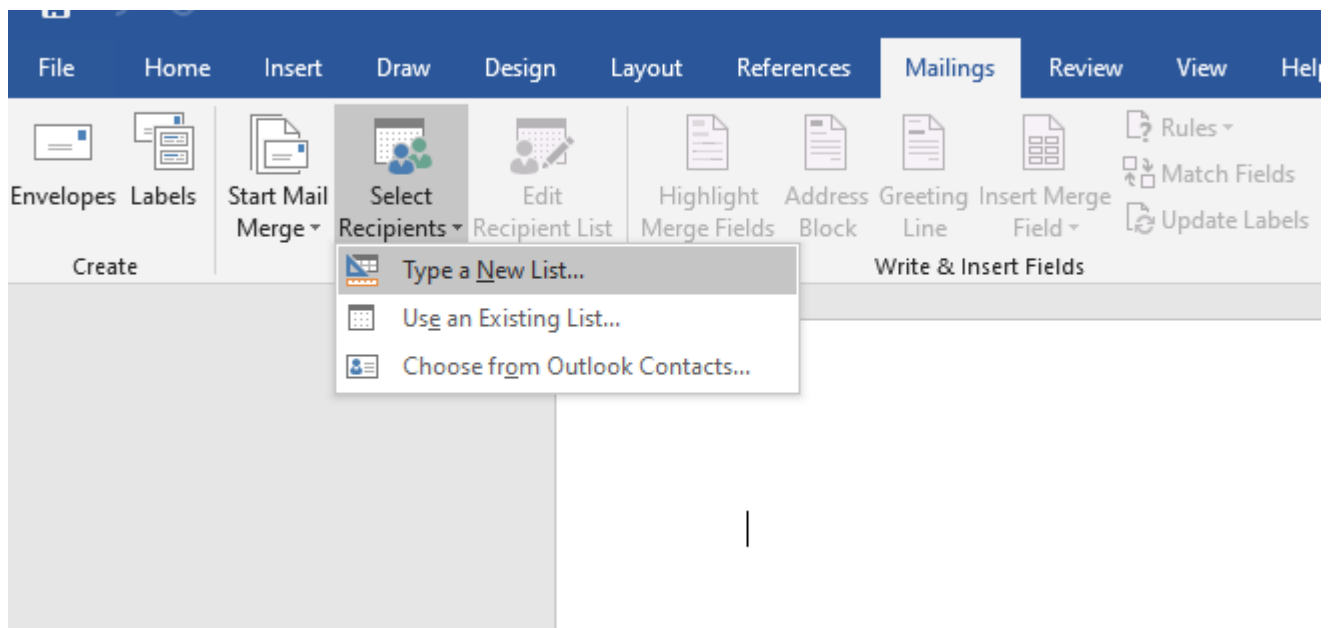 File Home Insert Draw Design Layout References Mailings Review View
Envelopes Labels Start Mail Merge Select Recipients Edit Recipient List Highlight Merge Fields Address Block Greeting Line Insert Merge Field Rules
Match Fields
Update Labels
Create Write & Insert Fields
Type a New List...
Use an Existing List...
Choose from Outlook Contacts...